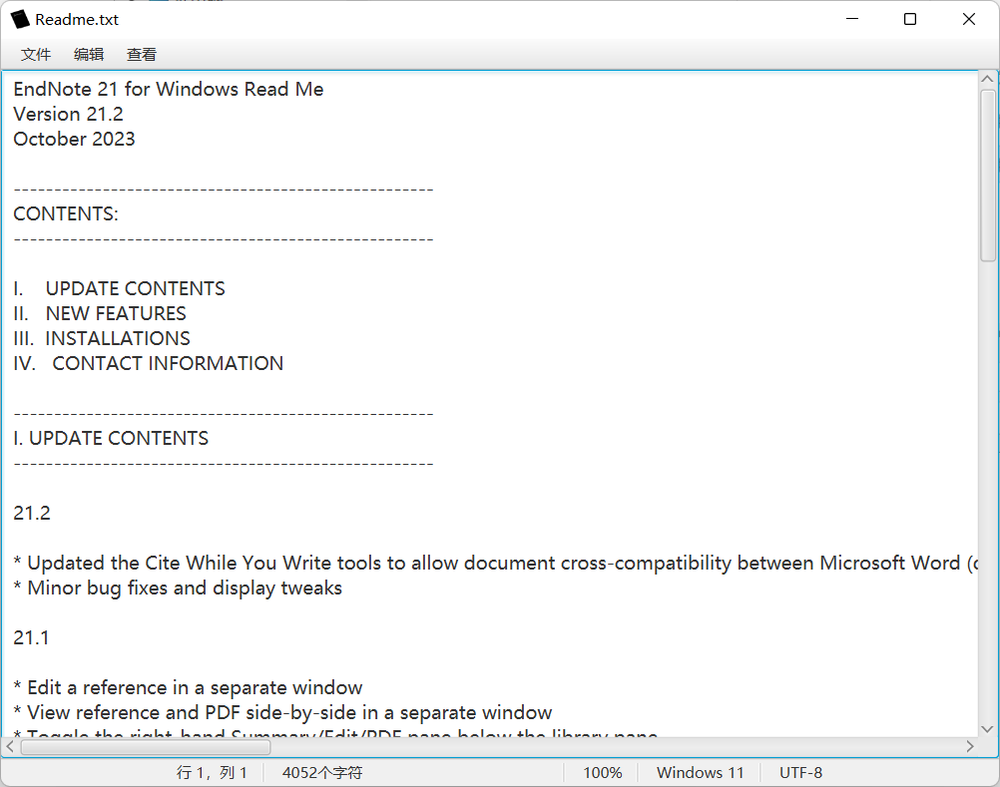 Readme.txt
文件 编辑 查看
EndNote 21 for Windows Read Me
Version 21.2
October 2023
----------------------------------------------------
CONTENTS:
----------------------------------------------------
I. UPDATE CONTENTS
II. NEW FEATURES
III. INSTALLATIONS
IV. CONTACT INFORMATION
----------------------------------------------------
I. UPDATE CONTENTS
----------------------------------------------------
21.2
* Updated the Cite While You Write tools to allow document cross-compatibility between Microsoft Word (
* Minor bug fixes and display tweaks
21.1
* Edit a reference in a separate window
* View reference and PDF side-by-side in a separate window
* Toggle the right-hand Summary/Edit/PDF pane below the library pane
行 1，列 1 4052个字符 100% Windows 11 UTF-8